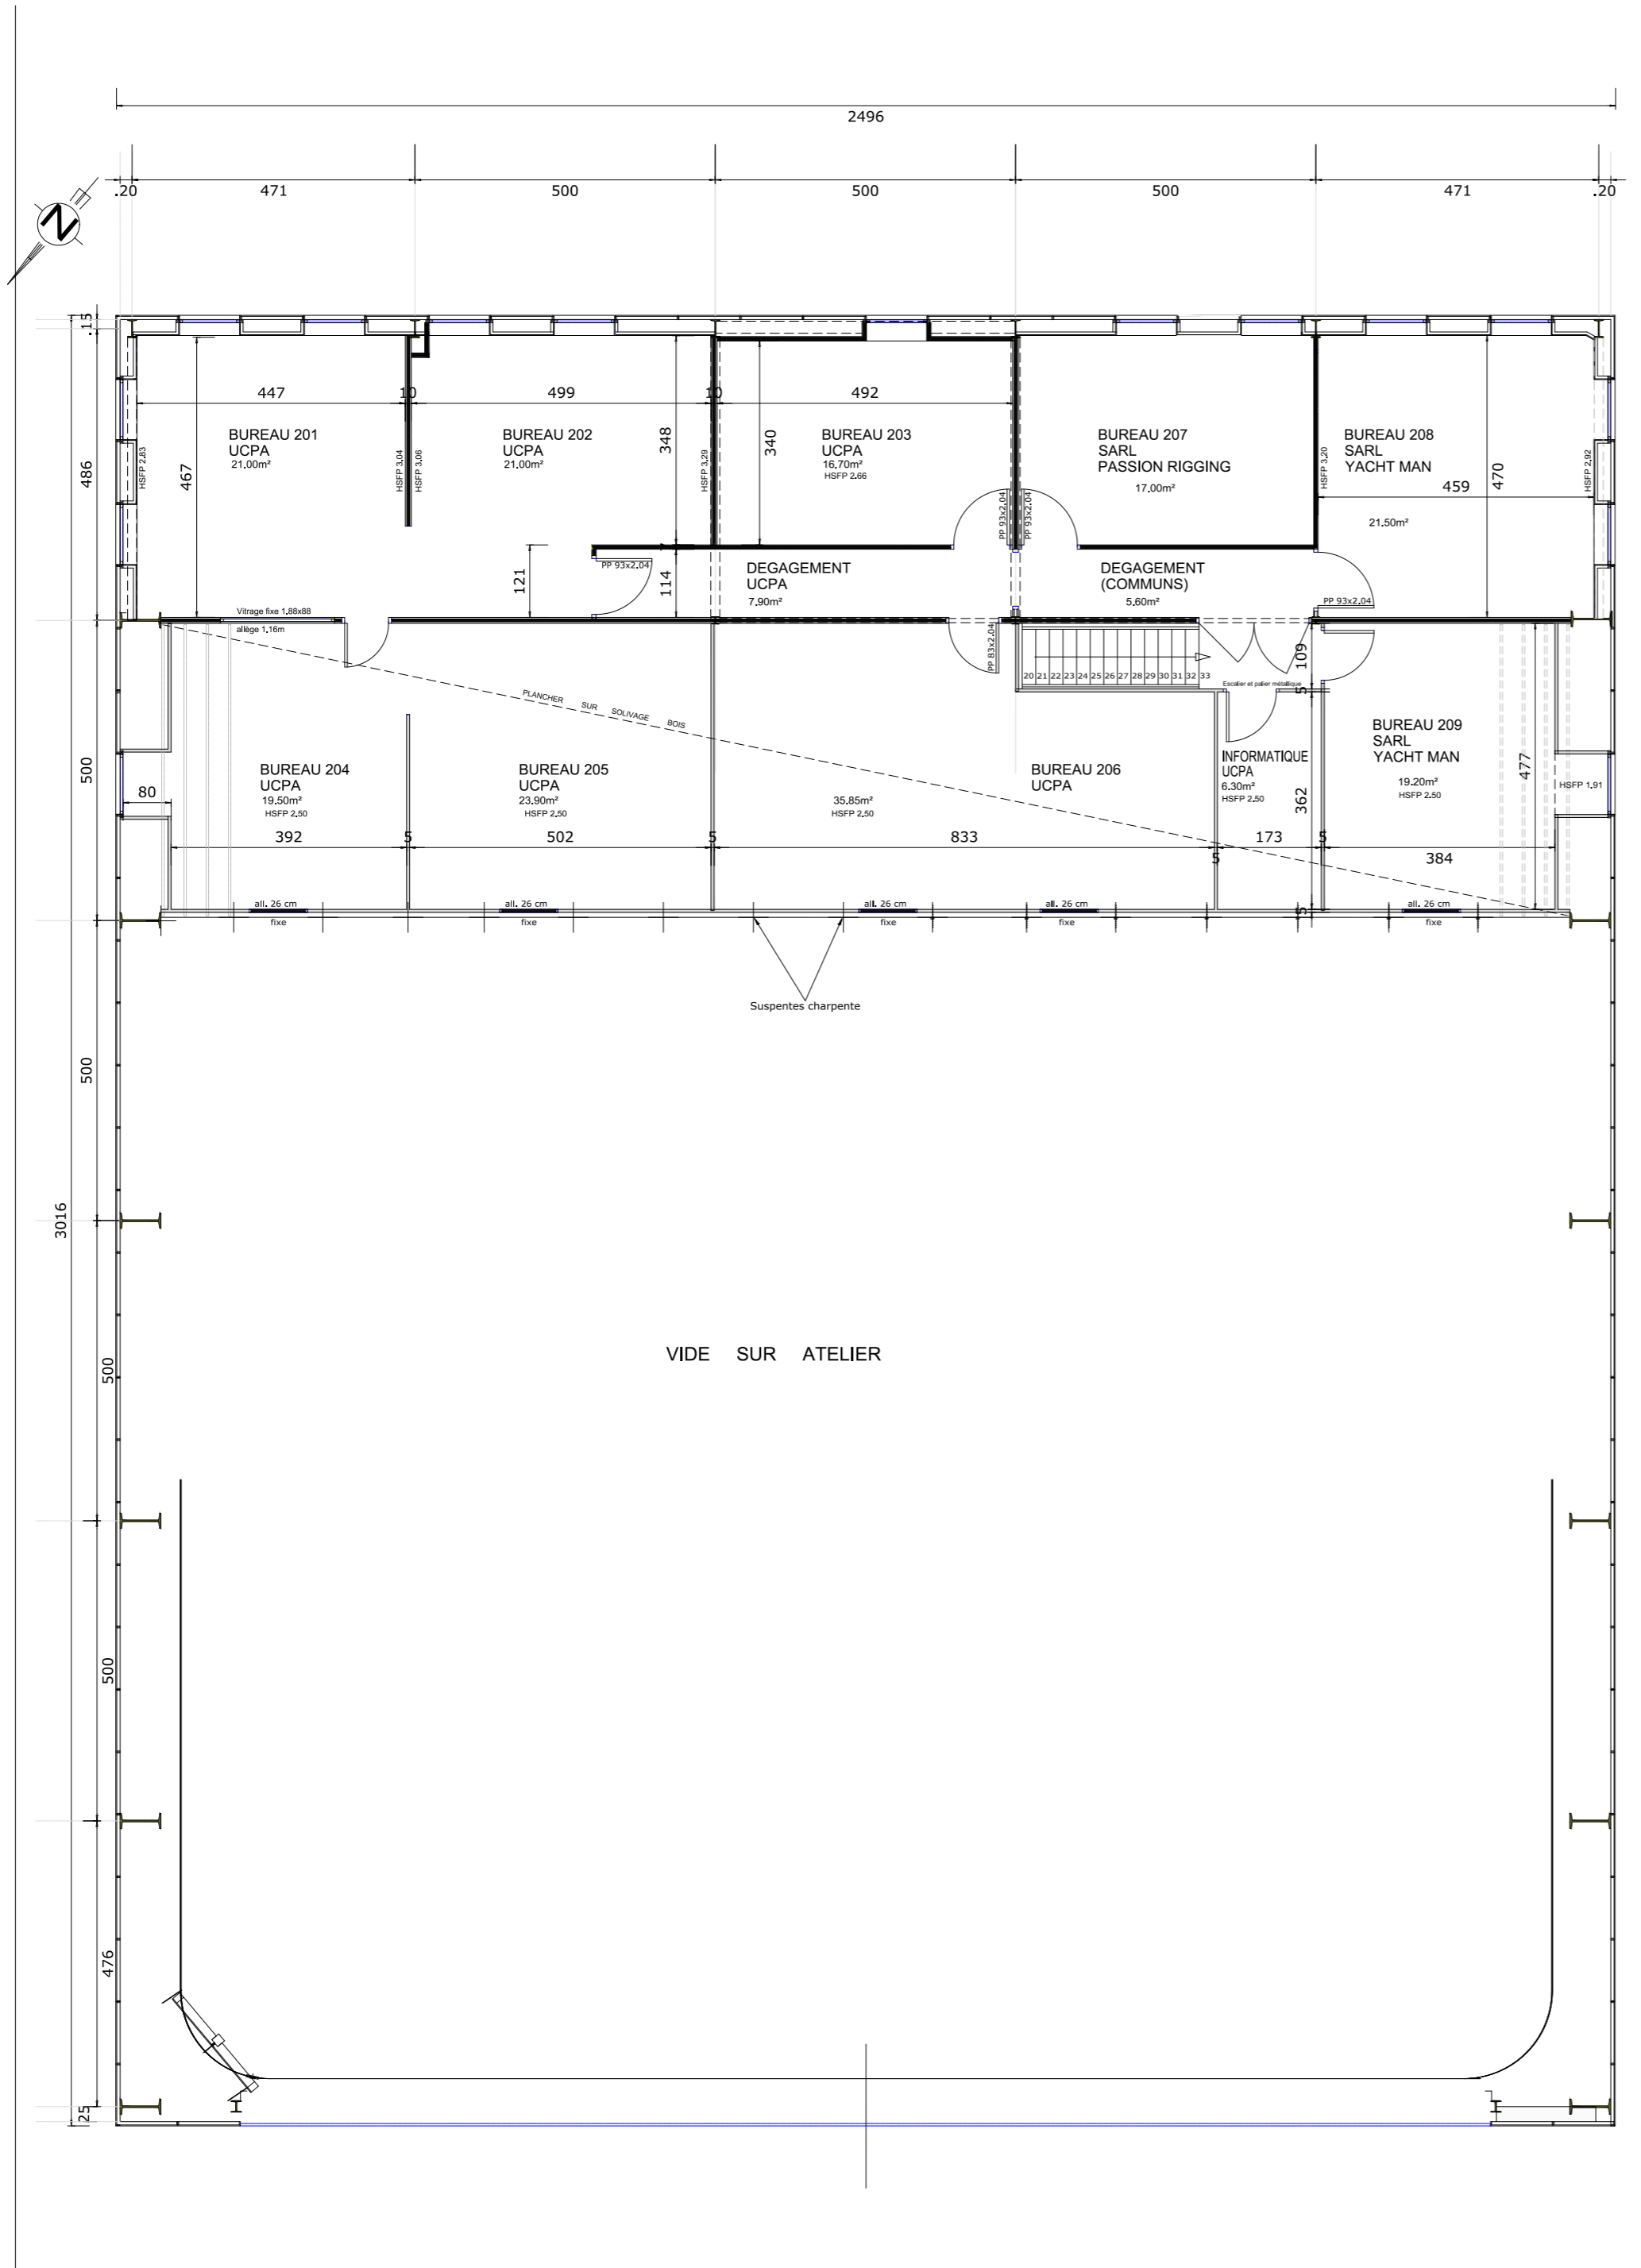 2496
.20
471
500
500
500
471
.20
N
.15
486
500
500
3016
500
500
476
25
447
10
499
10
492
467
348
340
HSFP 2.83
BUREAU 201
UCPA
21.00m²
HSFP 3.04
HSFP 3.06
BUREAU 202
UCPA
21.00m²
HSFP 3.29
BUREAU 203
UCPA
16.70m²
HSFP 2.66
PP 93x2.04
PP 93x2.04
BUREAU 207
SARL
PASSION RIGGING
17.00m²
HSFP 3.20
BUREAU 208
SARL
YACHT MAN
459
470
21.50m²
HSFP 2.92
121
PP 93x2.04
114
DEGAGEMENT
UCPA
7.90m²
DEGAGEMENT
(COMMUNS)
5.60m²
PP 93x2.04
Vitrage fixe 1.88x88
allège 1.16m
PP 83x2.04
20 21 22 23 24 25 26 27 28 29 30 31 32 33
109
Escalier et palier métallique
5
PLANCHER SUR SOLIVAGE BOIS
80
BUREAU 204
UCPA
19.50m²
HSFP 2.50
BUREAU 205
UCPA
23.90m²
HSFP 2.50
35.85m²
HSFP 2.50
BUREAU 206
UCPA
INFORMATIQUE
UCPA
6.30m²
HSFP 2.50
362
BUREAU 209
SARL
YACHT MAN
19.20m²
HSFP 2.50
477
HSFP 1.91
392
5
502
5
833
5
173
5
384
5
all. 26 cm
fixe
all. 26 cm
fixe
all. 26 cm
fixe
all. 26 cm
fixe
all. 26 cm
fixe
Suspentes charpente
VIDE SUR ATELIER